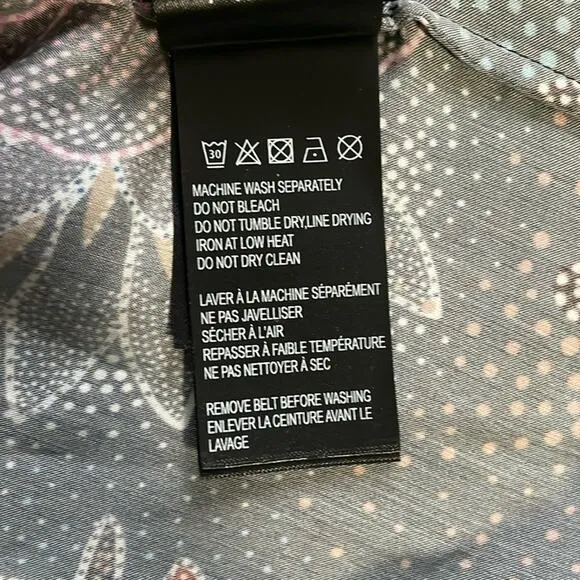 30
MACHINE WASH SEPARATELY
DO NOT BLEACH
DO NOT TUMBLE DRY,LINE DRYING
IRON AT LOW HEAT
DO NOT DRY CLEAN
LAVER À LA MACHINE SÉPARÉMENT
NE PAS JAVELLISER
SÉCHER À L'AIR
REPASSER À FAIBLE TEMPÉRATURE
NE PAS NETTOYER À SEC
REMOVE BELT BEFORE WASHING
ENLEVER LA CEINTURE AVANT LE
LAVAGE